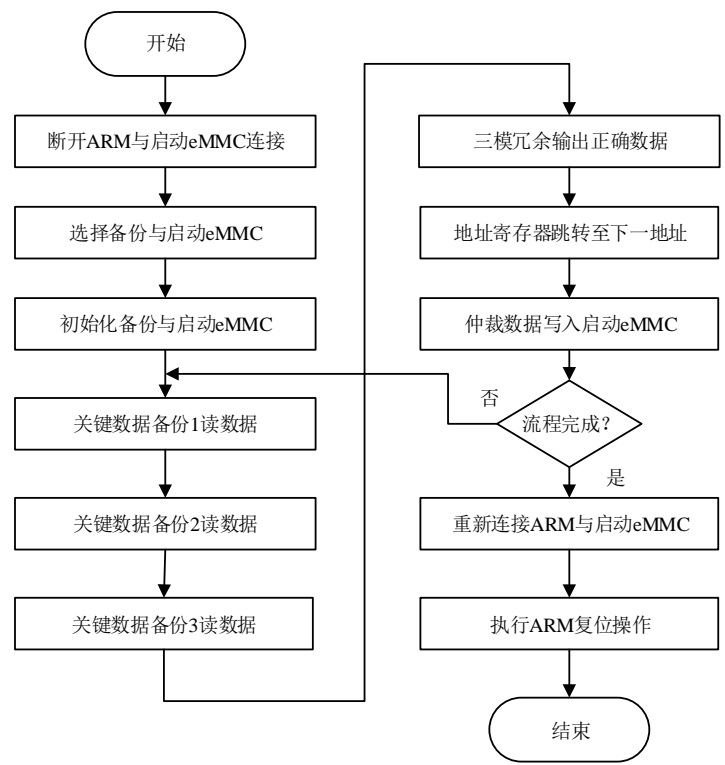 开始
断开ARM与启动eMMC连接
选择备份与启动eMMC
初始化备份与启动eMMC
关键数据备份1读数据
关键数据备份2读数据
关键数据备份3读数据
三模冗余输出正确数据
地址寄存器跳转至下一地址
仲裁数据写入启动eMMC
否
流程完成？
是
重新连接ARM与启动eMMC
执行ARM复位操作
结束